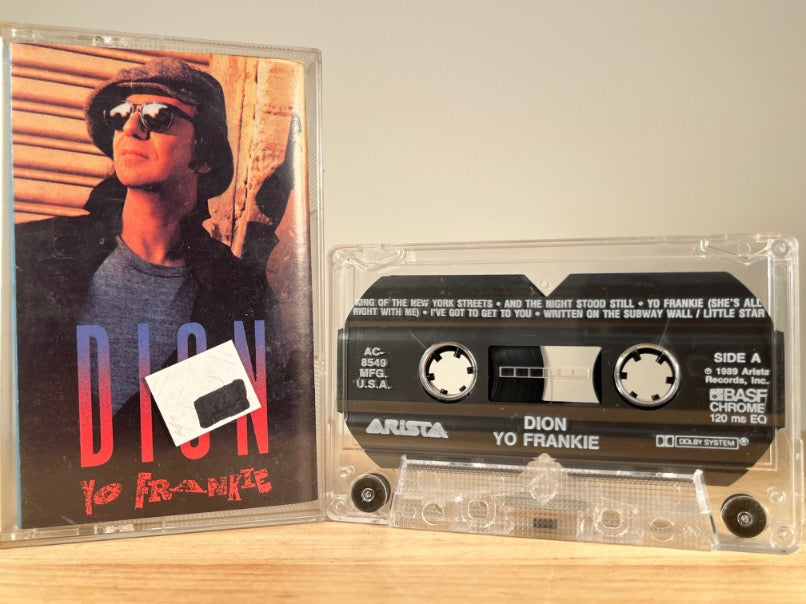 DION
YO FRANKIE
KING OF THE NEW YORK STREETS • AND THE NIGHT STOOD STILL • YO FRANKIE (SHE'S ALL
RIGHT WITH ME) • I'VE GOT TO GET TO YOU • WRITTEN ON THE SUBWAY WALL / LITTLE STAR
AC-
8549
MFG.
U.S.A.
SIDE A
℗ 1989 Arista
Records, Inc.
BASF
CHROME
120 ms EQ
ARISTA
DION
YO FRANKIE
DOLBY SYSTEM®